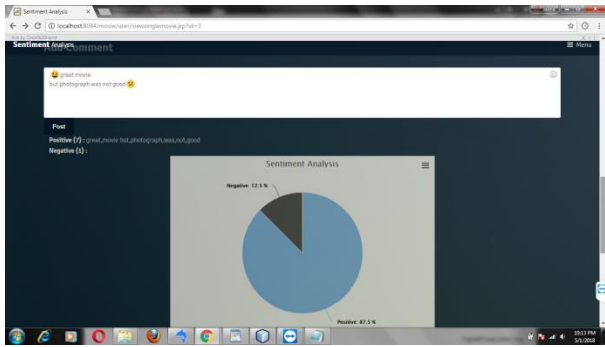 Sentiment Analysis
localhost:8084/movie/user/viewsinglemovie.jsp?id=3
Sentiment Analysis
Add Comment
Menu
great movie
but photograph was not good
Post
Positive (7) : great,movie but,photograph,was,not,good
Negative (1) :
Sentiment Analysis
Negative: 12.5 %
Positive: 87.5 %
10:13 PM
5/1/2018